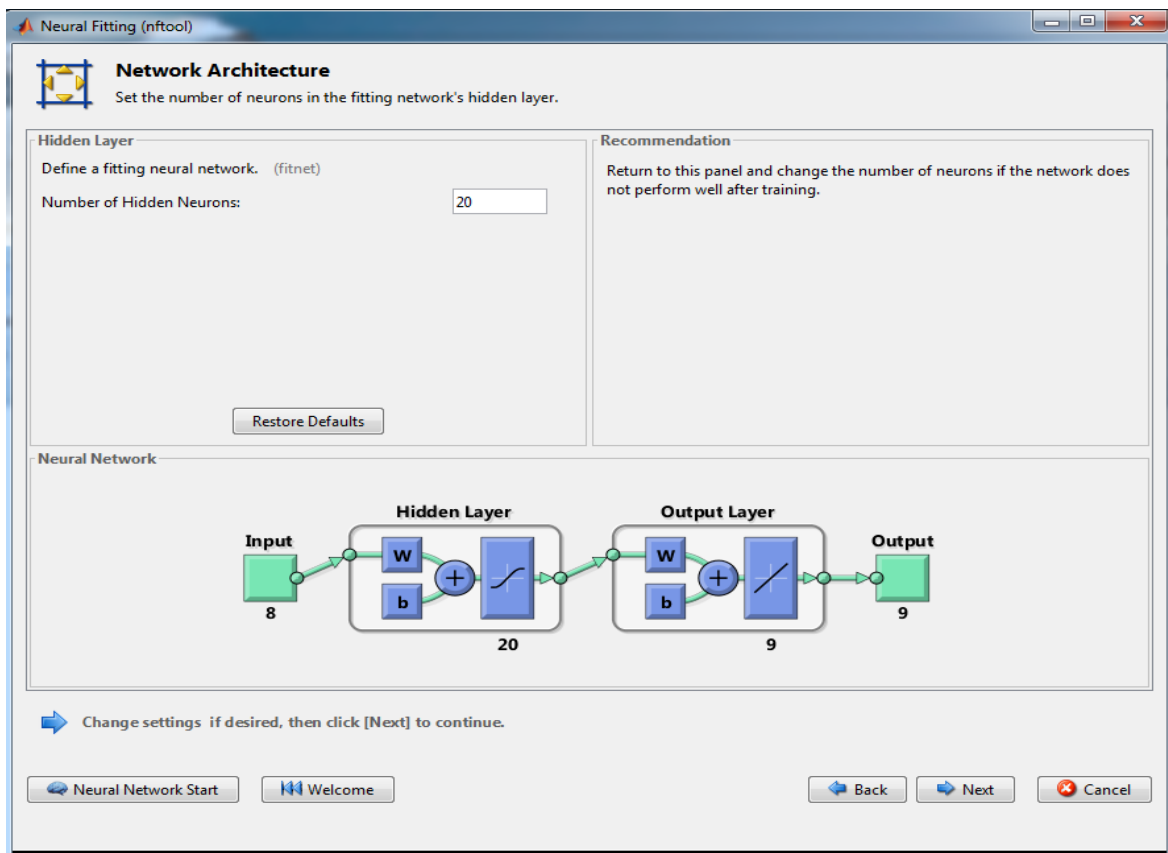 Neural Fitting (nftool)
Network Architecture
Set the number of neurons in the fitting network's hidden layer.
Hidden Layer
Define a fitting neural network. (fitnet)
Number of Hidden Neurons: 20
Restore Defaults
Recommendation
Return to this panel and change the number of neurons if the network does
not perform well after training.
Neural Network
Hidden Layer
Output Layer
Input
Output
W
b
+
W
b
+
8
20
9
9
Change settings if desired, then click [Next] to continue.
Neural Network Start
Welcome
Back
Next
Cancel